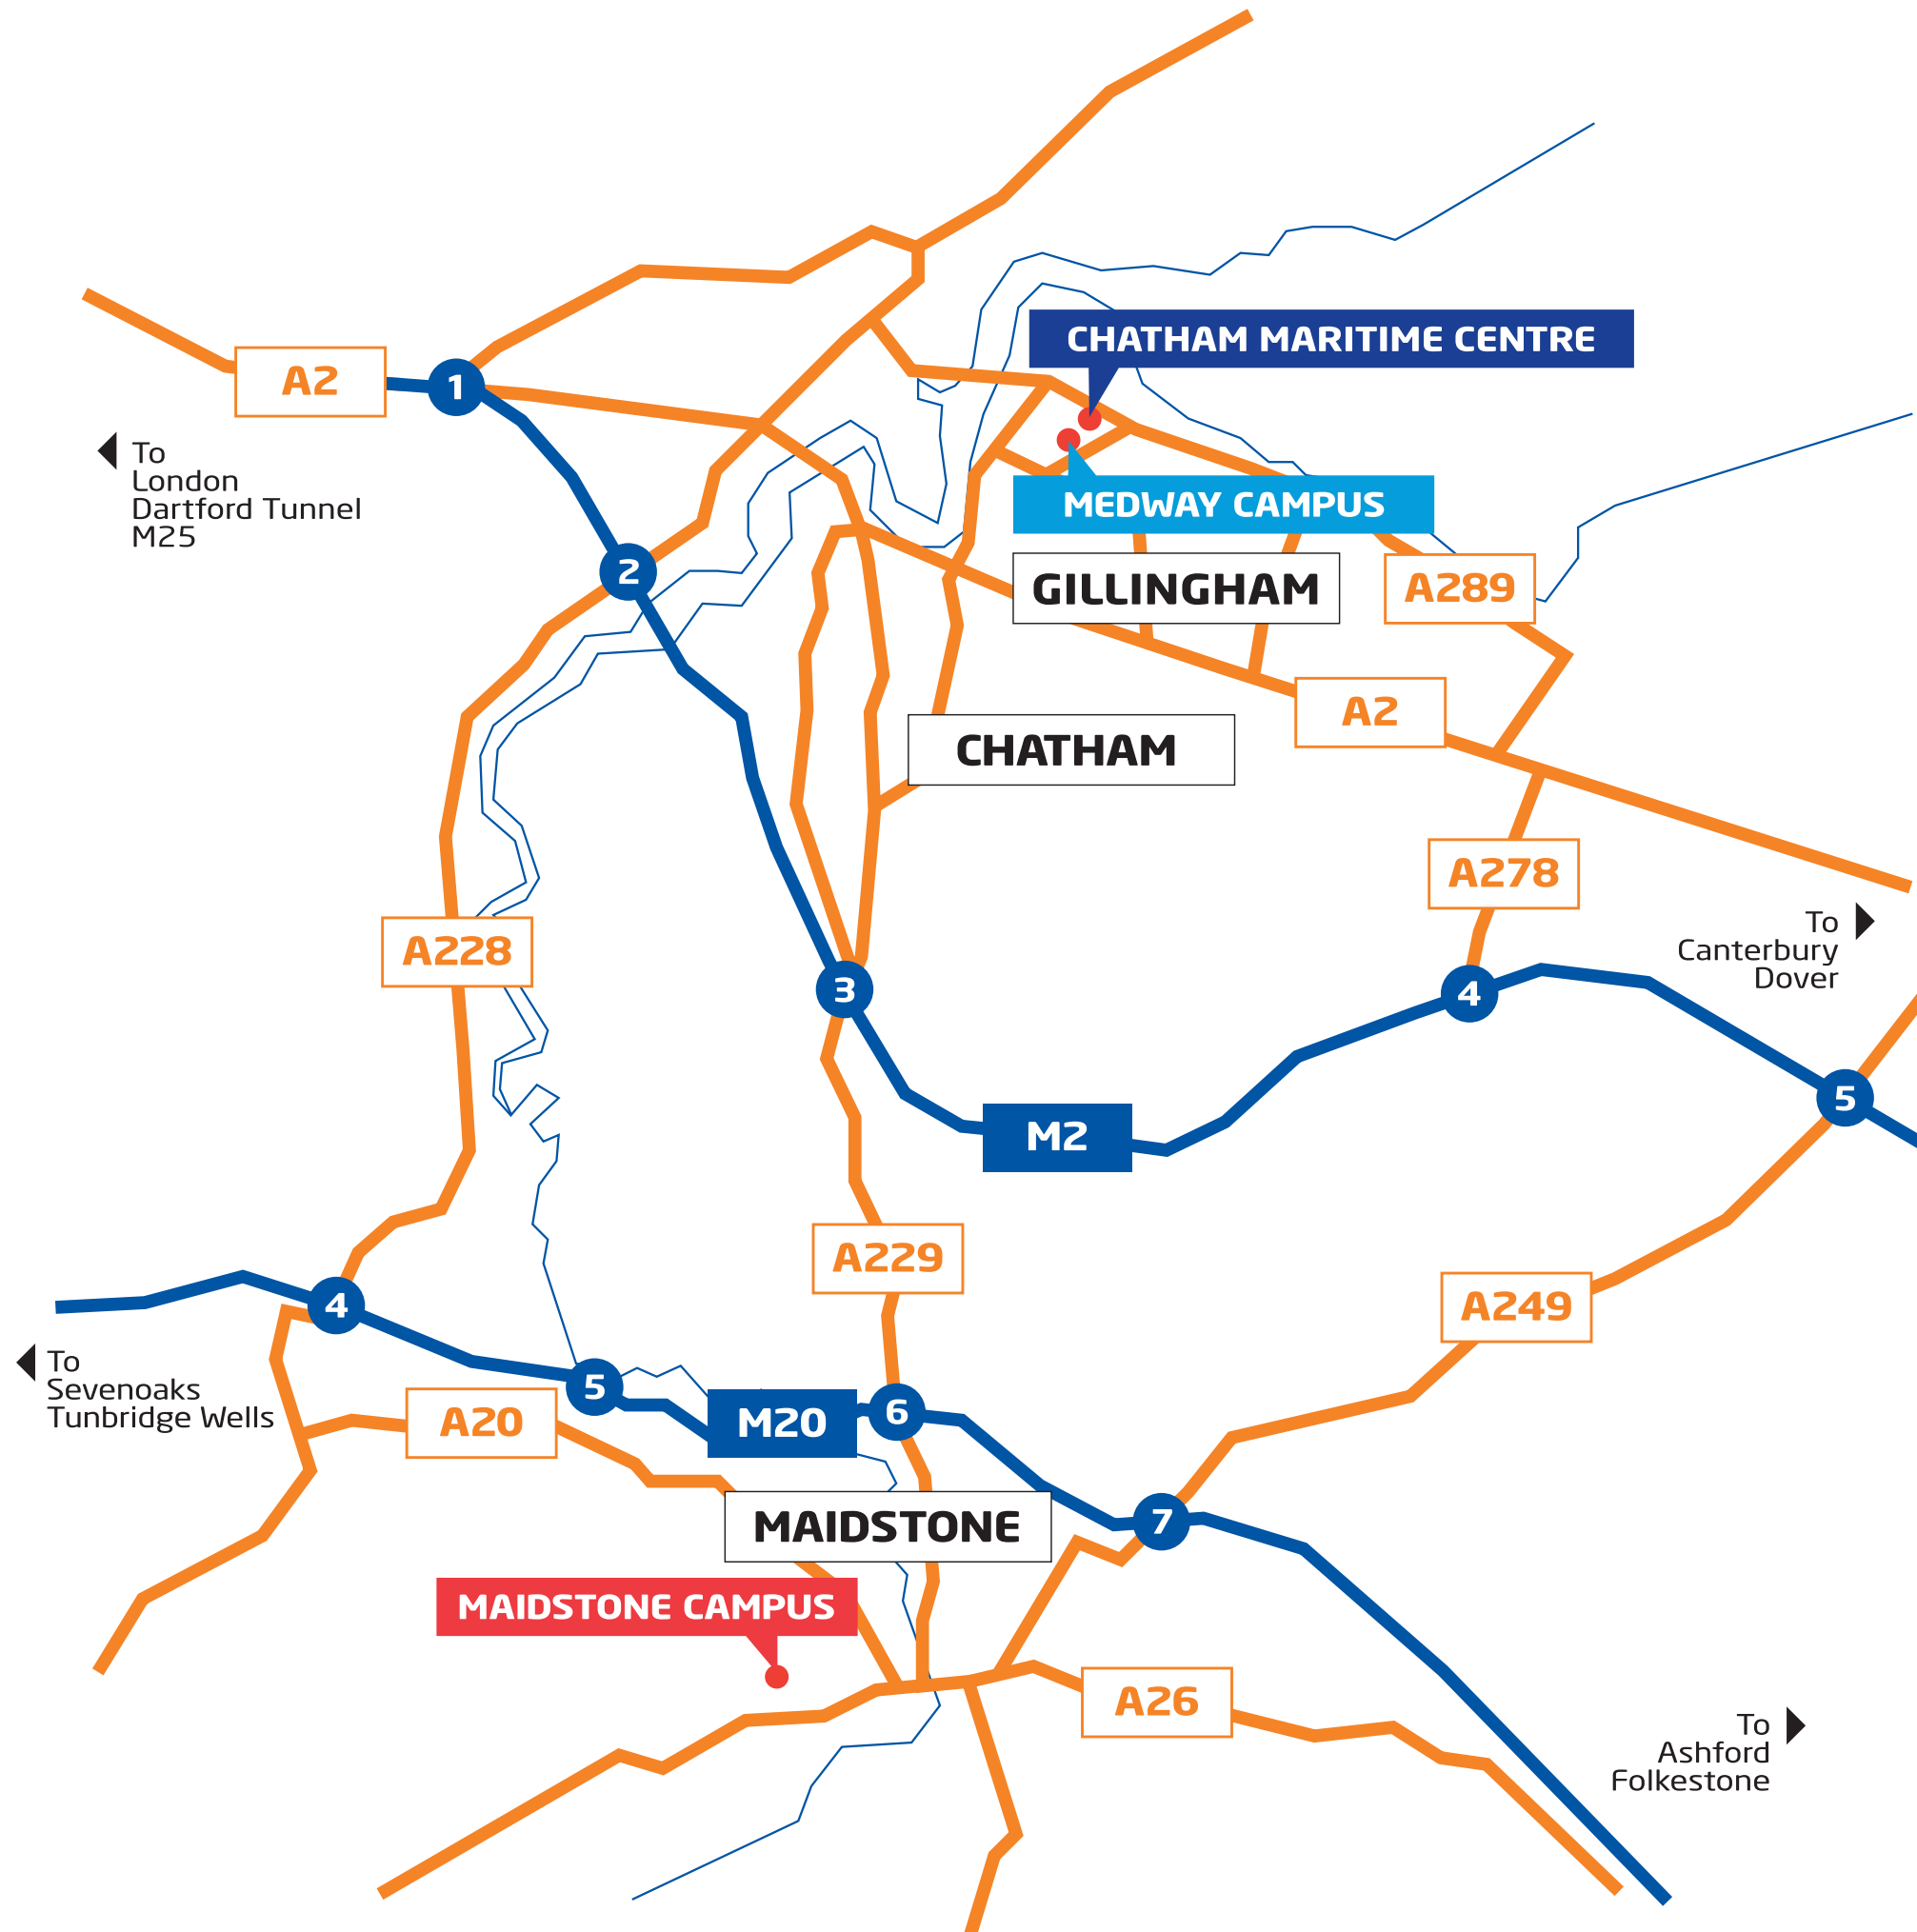 CHATHAM MARITIME CENTRE
A2
1
To
London
Dartford Tunnel
M25
MEDWAY CAMPUS
2
GILLINGHAM
A289
A2
CHATHAM
A278
To
Canterbury
Dover
A228
3
4
5
M2
A229
4
A249
To
Sevenoaks
Tunbridge Wells
5
A20
M20
6
MAIDSTONE
7
MAIDSTONE CAMPUS
A26
To
Ashford
Folkestone